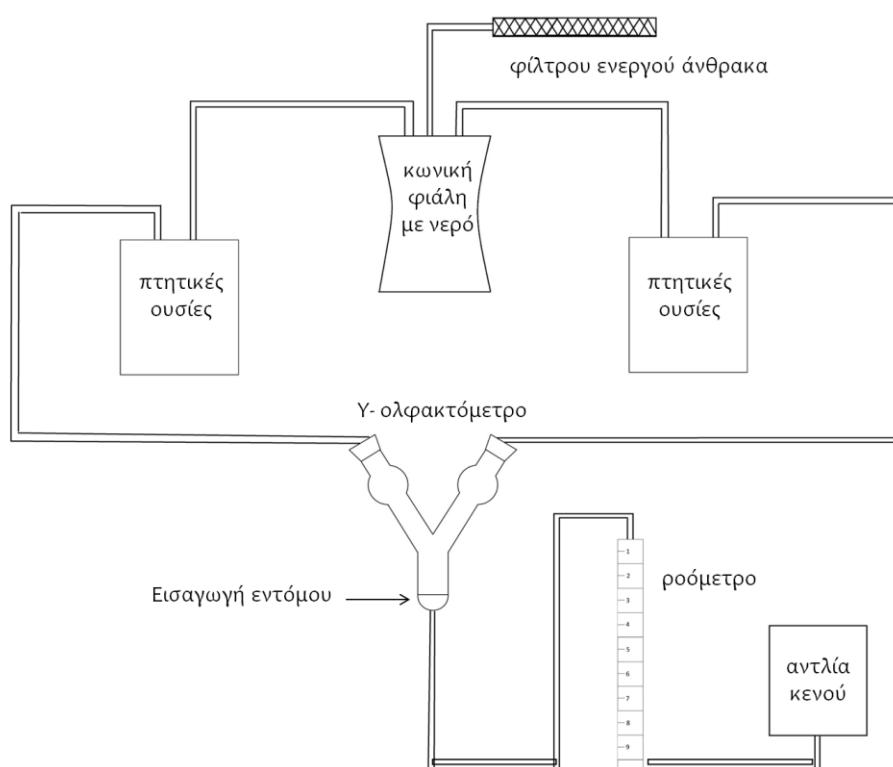 φίλτρου ενεργού άνθρακα
κωνική
φιάλη
με νερό
πτητικές
ουσίες
πτητικές
ουσίες
Υ- ολφακτόμετρο
Εισαγωγή εντόμου
ροόμετρο
1
2
3
4
5
6
7
8
9
αντλία
κενού